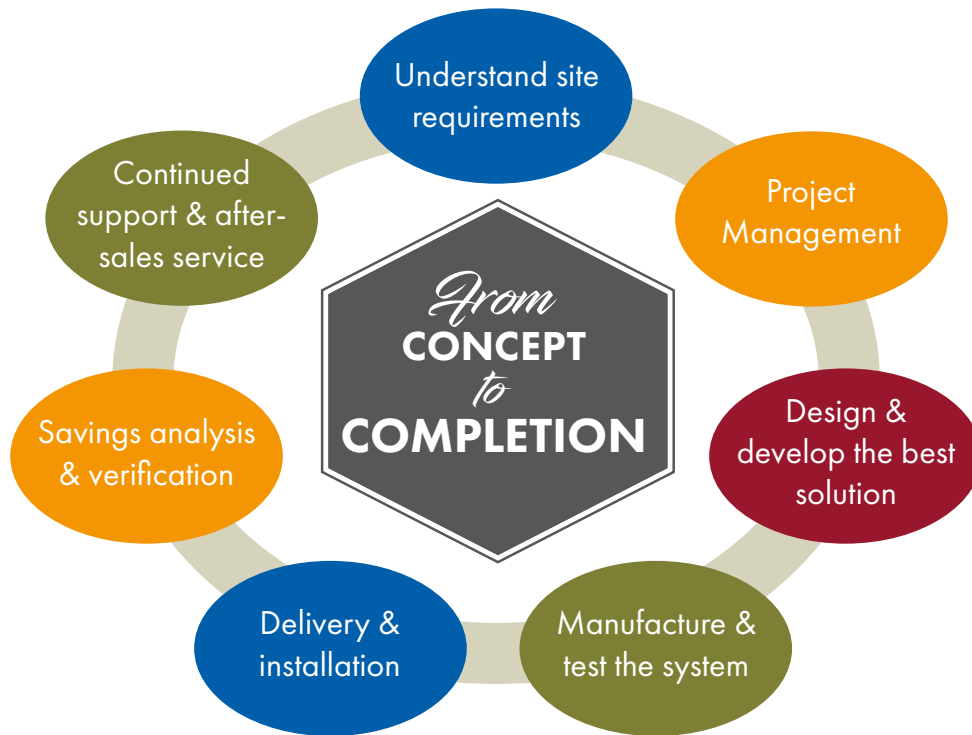 Understand site
requirements
Project
Management
Design &
develop the best
solution
Manufacture &
test the system
Delivery &
installation
Savings analysis
& verification
Continued
support & after-
sales service
From
CONCEPT
to
COMPLETION